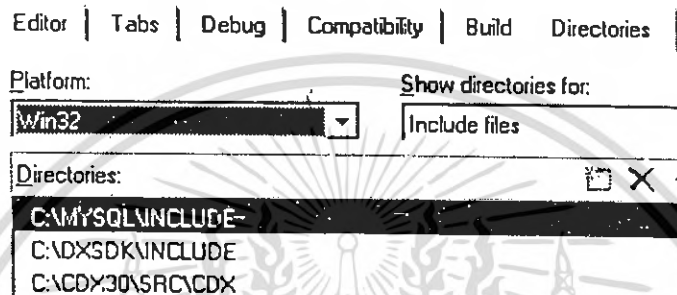 Editor Tabs Debug Compatibility Build Directories
Platform: Show directories for:
Win32 Include files
Directories:
C:\MYSQL\INCLUDE
C:\DXSDK\INCLUDE
C:\CDX30\SRC\CDX